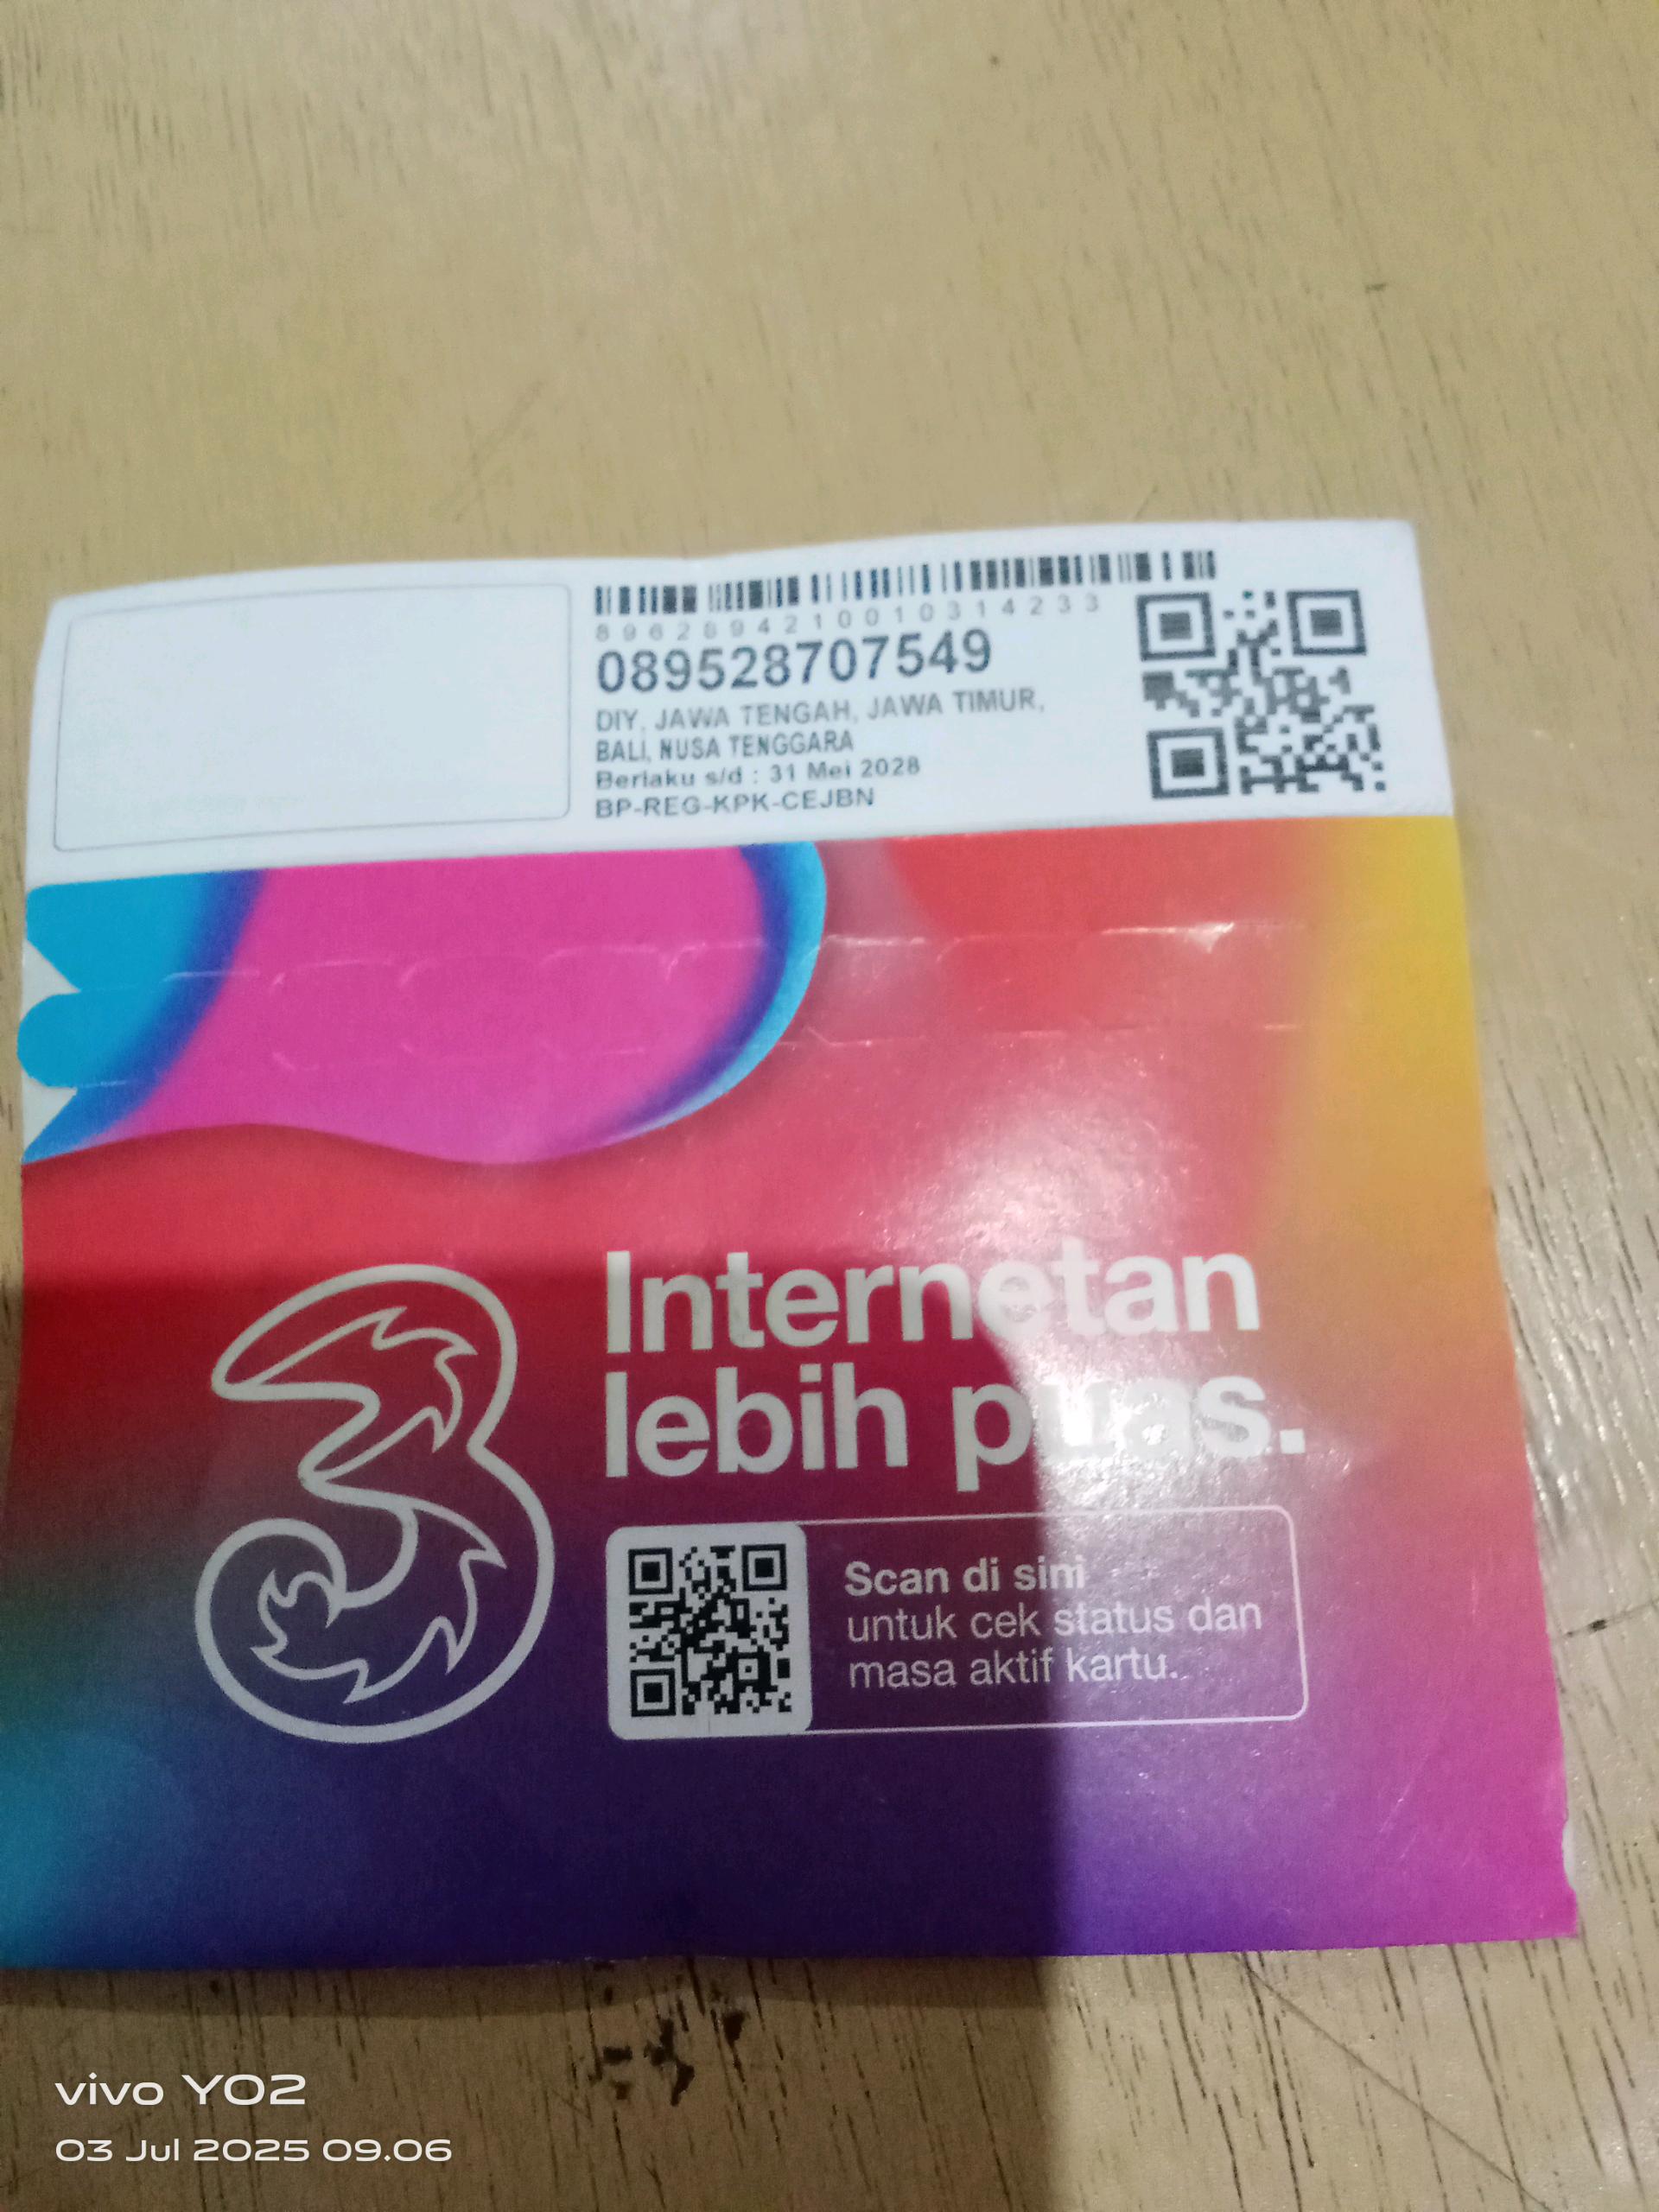 8962894210010314233
089528707549
DIY, JAWA TENGAH, JAWA TIMUR,
BALI, NUSA TENGGARA
Berlaku s/d : 31 Mei 2028
BP-REG-KPK-CEJBN
3
Internetan
lebih puas.
Scan di sini
untuk cek status dan
masa aktif kartu.
vivo Y02
03 Jul 2025 09.06